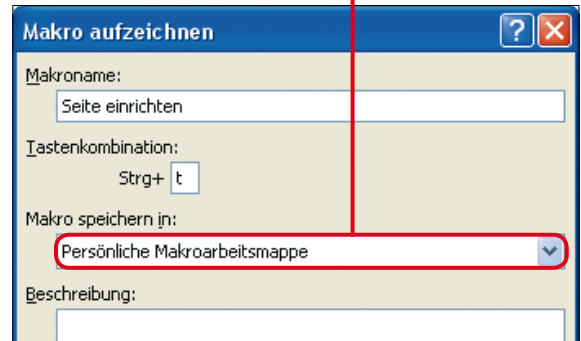 Makro aufzeichnen
Makroname:
Seite einrichten
Tastenkombination:
Strg+ t
Makro speichern in:
Persönliche Makroarbeitsmappe
Beschreibung: